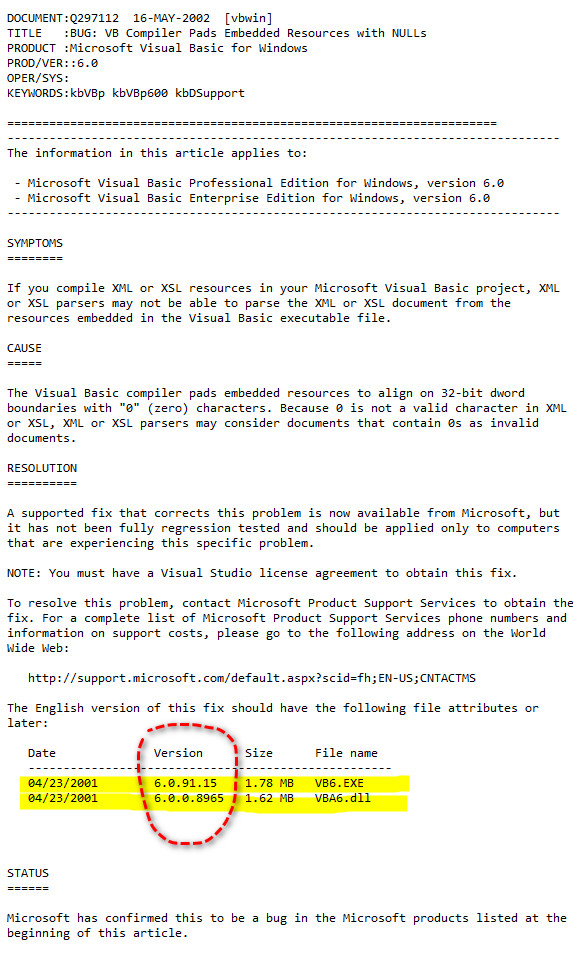 DOCUMENT:Q297112  16-MAY-2002  [vbwin]
TITLE   :BUG: VB Compiler Pads Embedded Resources with NULLs
PRODUCT :Microsoft Visual Basic for Windows
PROD/VER::6.0
OPER/SYS:
KEYWORDS:kbVBp kbVBp600 kbDSupport
======================================================================
-------------------------------------------------------------------------------
The information in this article applies to:
- Microsoft Visual Basic Professional Edition for Windows, version 6.0
- Microsoft Visual Basic Enterprise Edition for Windows, version 6.0
-------------------------------------------------------------------------------
SYMPTOMS
========
If you compile XML or XSL resources in your Microsoft Visual Basic project, XML
or XSL parsers may not be able to parse the XML or XSL document from the
resources embedded in the Visual Basic executable file.
CAUSE
=====
The Visual Basic compiler pads embedded resources to align on 32-bit dword
boundaries with "0" (zero) characters. Because 0 is not a valid character in XML
or XSL, XML or XSL parsers may consider documents that contain 0s as invalid
documents.
RESOLUTION
==========
A supported fix that corrects this problem is now available from Microsoft, but
it has not been fully regression tested and should be applied only to computers
that are experiencing this specific problem.
NOTE: You must have a Visual Studio license agreement to obtain this fix.
To resolve this problem, contact Microsoft Product Support Services to obtain the
fix. For a complete list of Microsoft Product Support Services phone numbers and
information on support costs, please go to the following address on the World
Wide Web:
http://support.microsoft.com/default.aspx?scid=fh;EN-US;CNTACTMS
The English version of this fix should have the following file attributes or
later:
Date              Version      Size      File name
----------------------------------------------------
04/23/2001        6.0.91.15    1.78 MB   VB6.EXE
04/23/2001        6.0.0.8965   1.62 MB   VBA6.dll
STATUS
======
Microsoft has confirmed this to be a bug in the Microsoft products listed at the
beginning of this article.